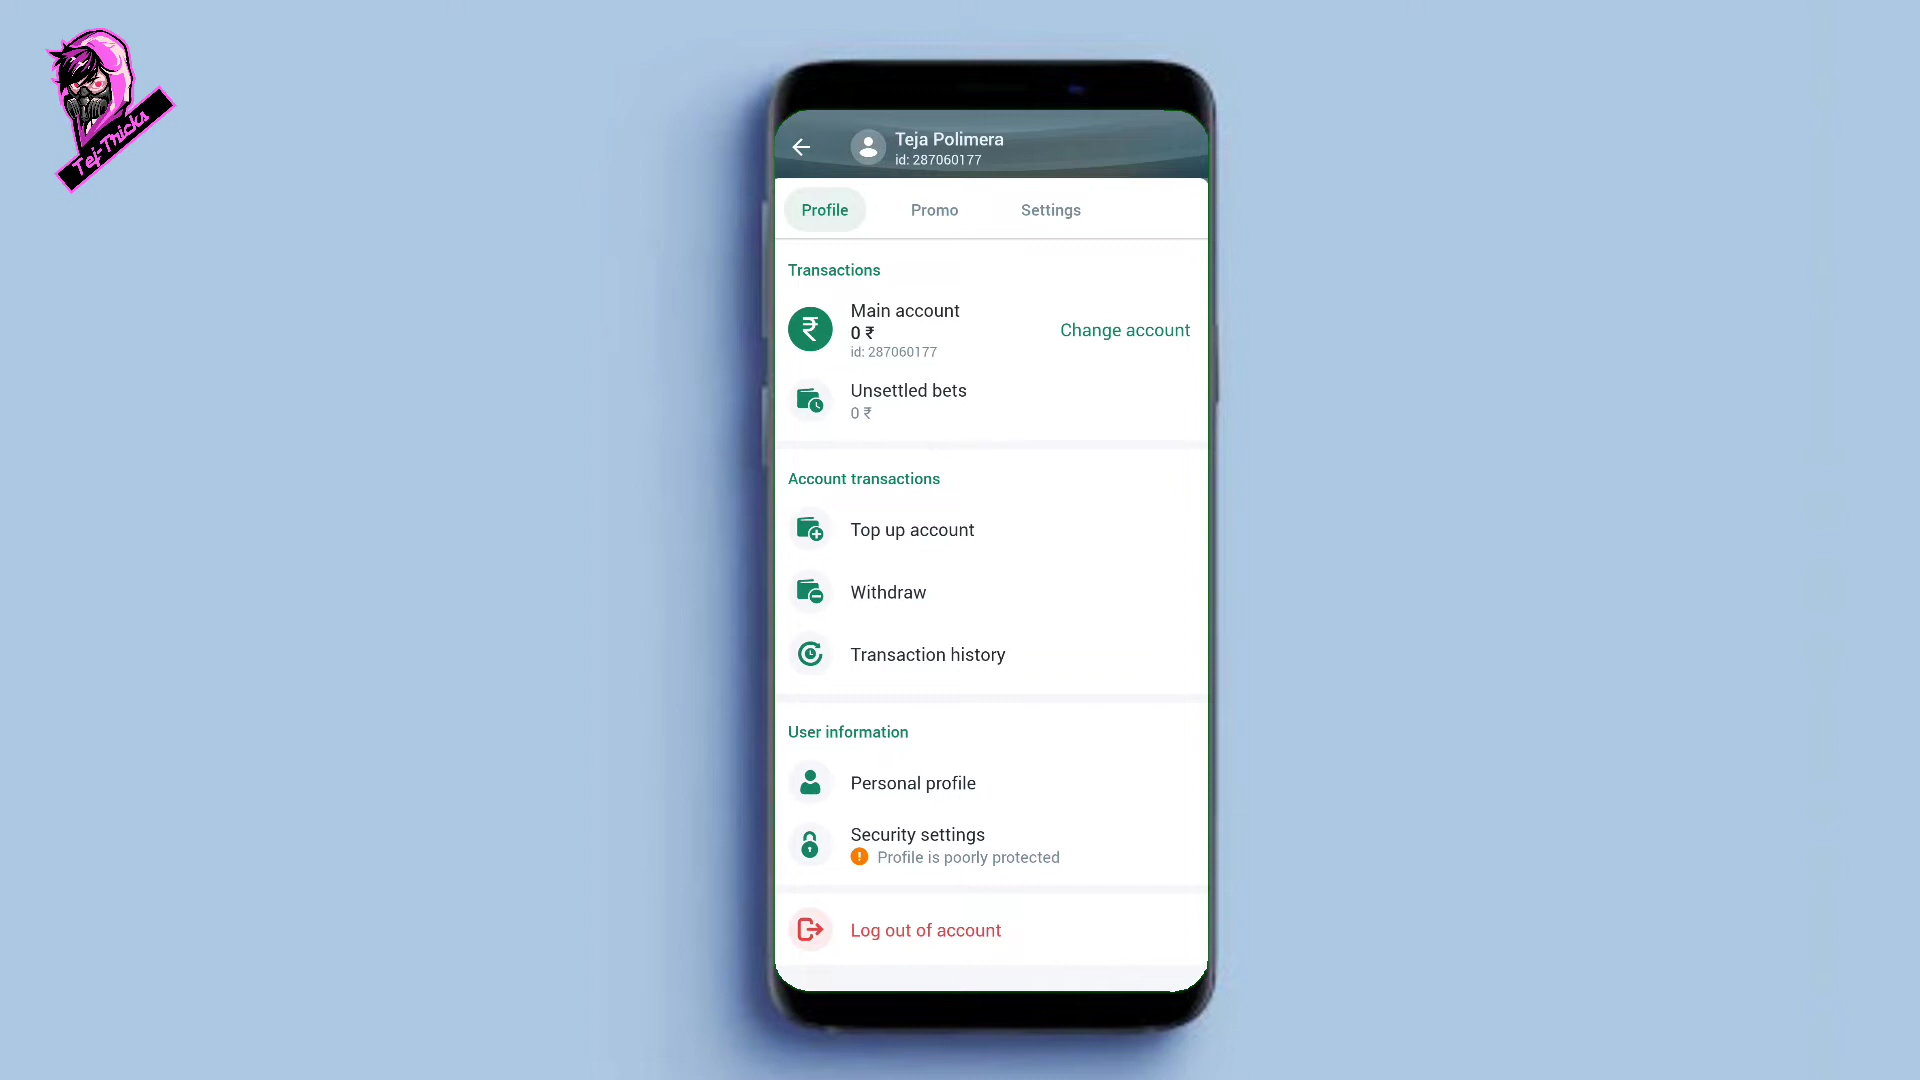 Tej-Tricks
Teja Polimera
id: 287060177
Profile
Promo
Settings
Transactions
Main account
0 ₹
id: 287060177
Change account
Unsettled bets
0 ₹
Account transactions
Top up account
Withdraw
Transaction history
User information
Personal profile
Security settings
Profile is poorly protected
Log out of account